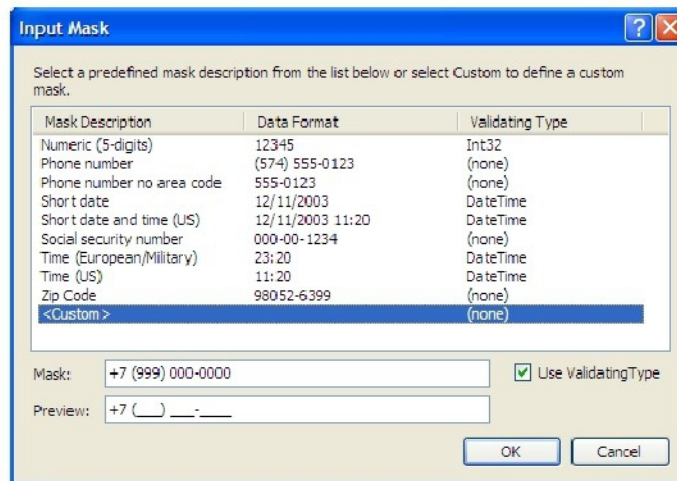 Input Mask
Select a predefined mask description from the list below or select Custom to define a custom
mask.
Mask Description Data Format Validating Type
Numeric (5-digits) 12345 Int32
Phone number (574) 555-0123 (none)
Phone number no area code 555-0123 (none)
Short date 12/11/2003 DateTime
Short date and time (US) 12/11/2003 11:20 DateTime
Social security number 000-00-1234 (none)
Time (European/Military) 23:20 DateTime
Time (US) 11:20 DateTime
Zip Code 98052-6399 (none)
<Custom> (none)
Mask: +7 (999) 000-0000 Use ValidatingType
Preview: +7 (___) ___-____
OK Cancel